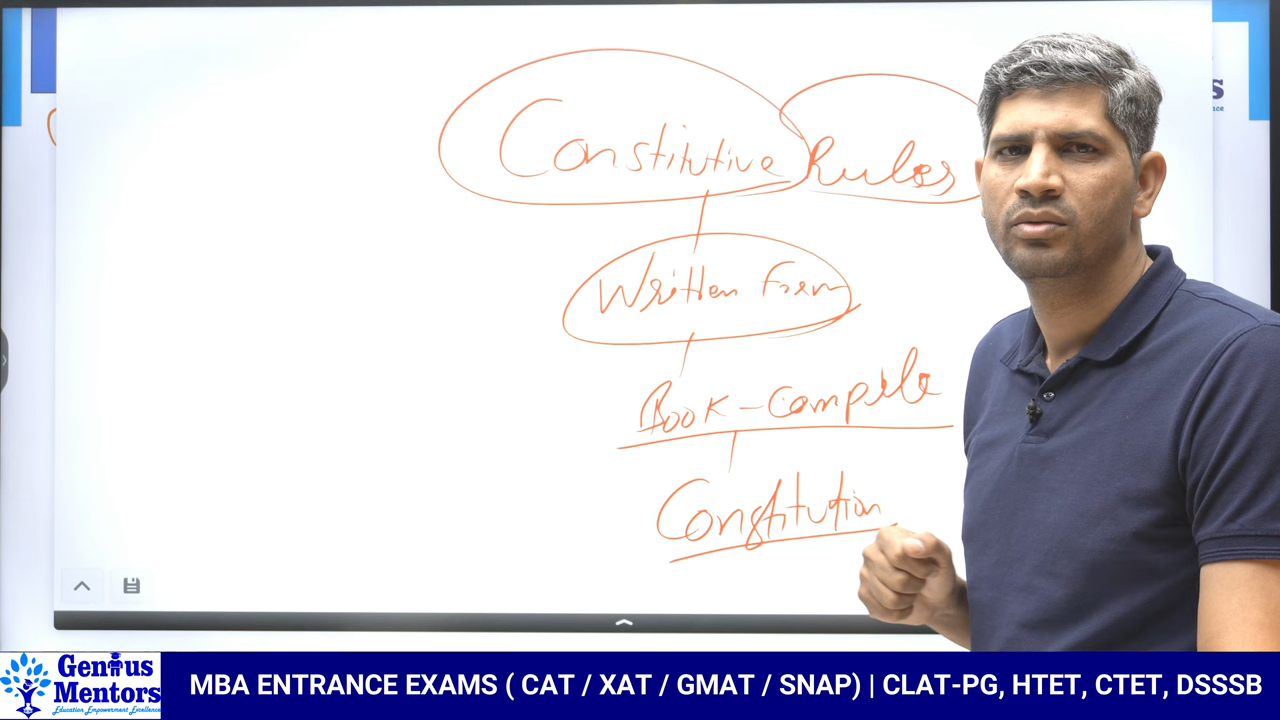 Constitutive Rules
Written Form
Book - Compile
Constitution
s
nce
Genius
Mentors
Education Empowerment Excellence
MBA ENTRANCE EXAMS ( CAT / XAT / GMAT / SNAP) | CLAT-PG, HTET, CTET, DSSSB